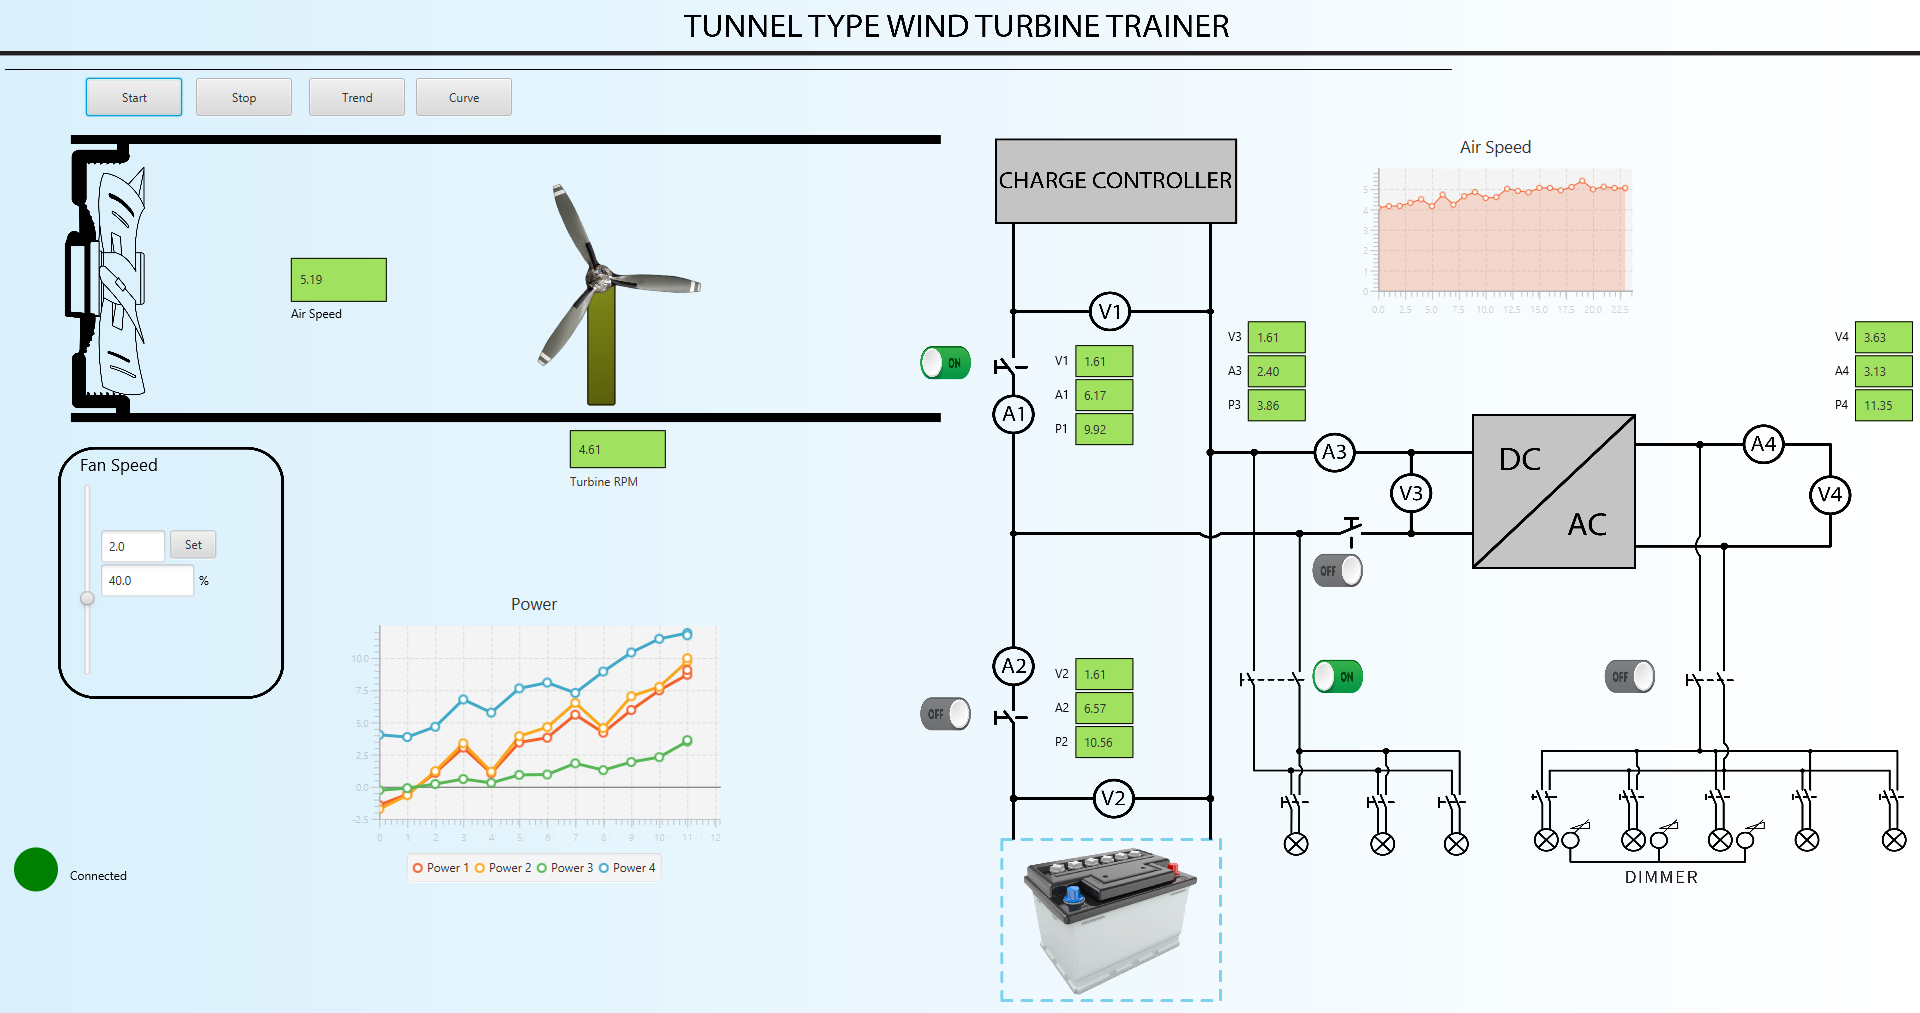 TUNNEL TYPE WIND TURBINE TRAINER
Start
Stop
Trend
Curve
5.19
Air Speed
4.61
Turbine RPM
Fan Speed
2.0
Set
40.0
%
Power
10.0
7.5
5.0
2.5
0.0
-2.5
0 1 2 3 4 5 6 7 8 9 10 11 12
Power 1 Power 2 Power 3 Power 4
Connected
CHARGE CONTROLLER
V1
ON
A1
V1 1.61
A1 6.17
P1 9.92
A2
OFF
V2 1.61
A2 6.57
P2 10.56
V2
Air Speed
5
4
3
2
1
0
0.0 2.5 5.0 7.5 10.0 12.5 15.0 17.5 20.0 22.5
V3 1.61
A3 2.40
P3 3.86
V4 3.63
A4 3.13
P4 11.35
A3
V3
DC
AC
A4
V4
OFF
ON
OFF
DIMMER